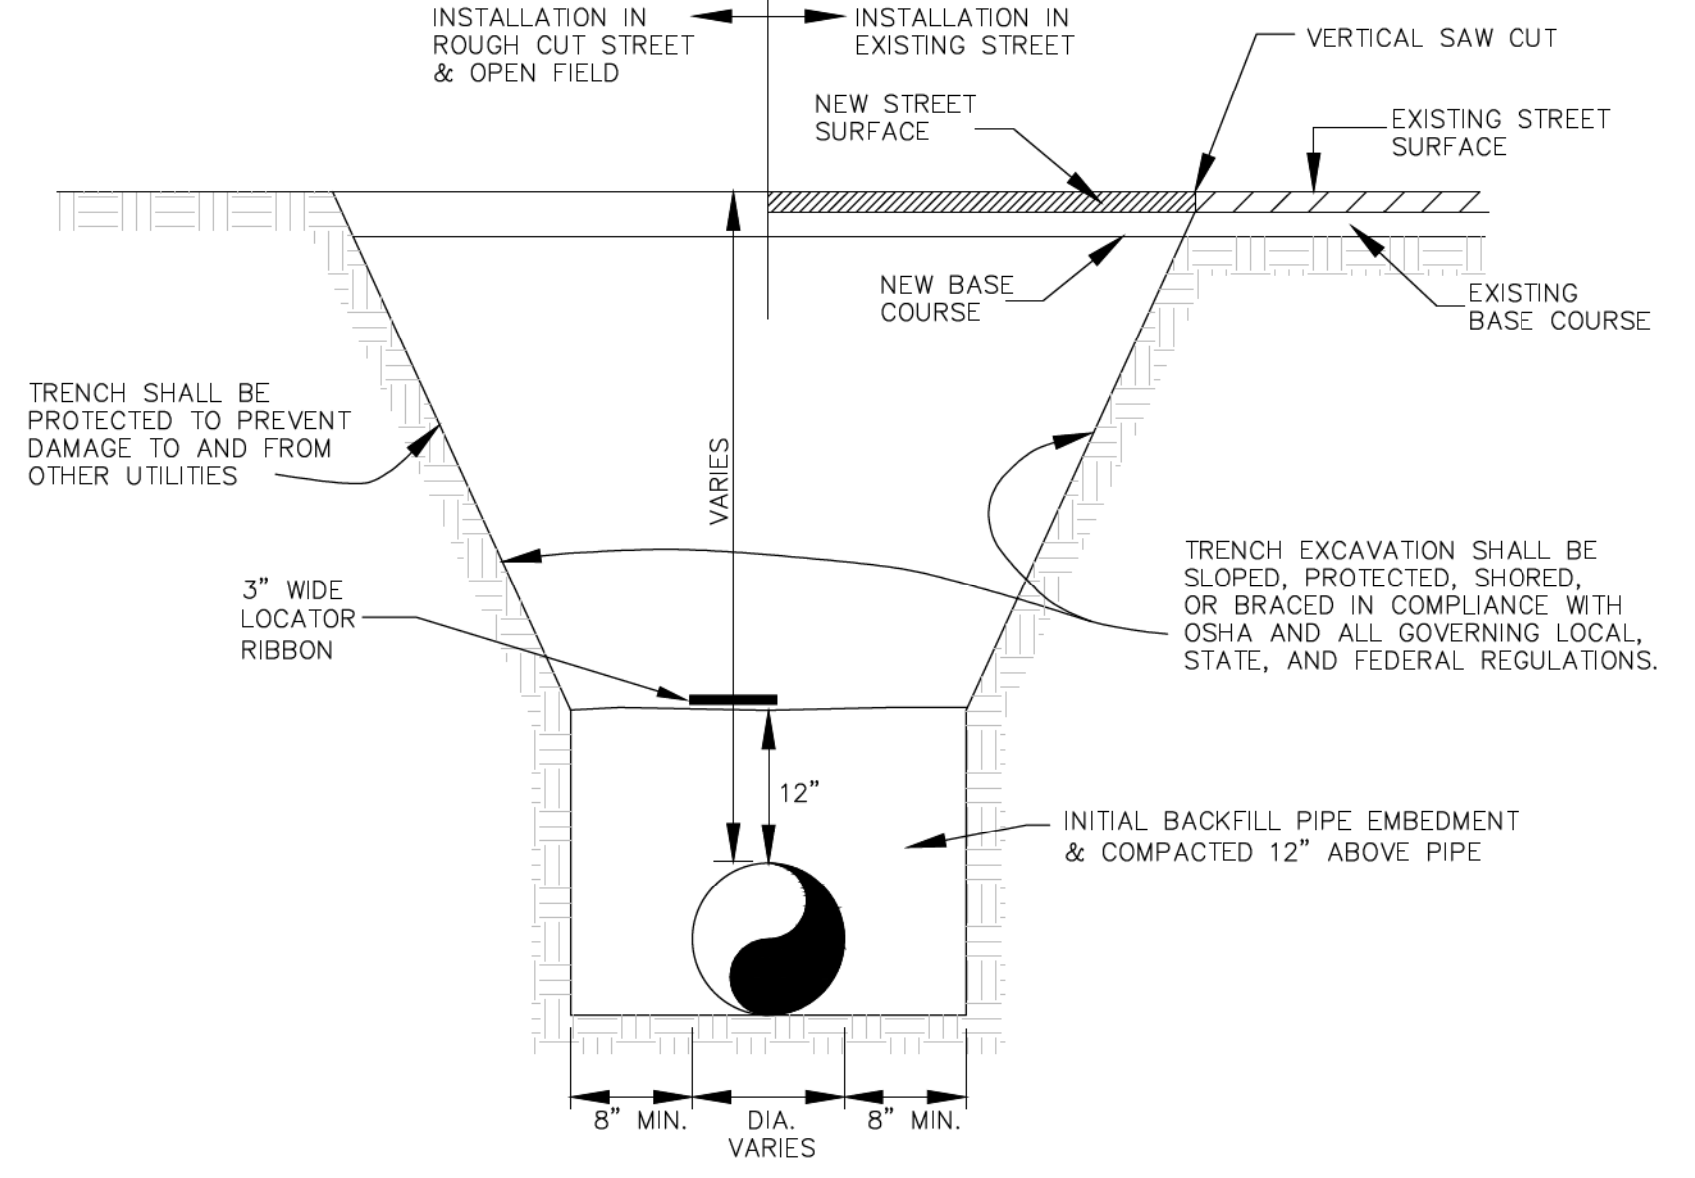 INSTALLATION IN
ROUGH CUT STREET
& OPEN FIELD
INSTALLATION IN
EXISTING STREET
VERTICAL SAW CUT
NEW STREET
SURFACE
EXISTING STREET
SURFACE
NEW BASE
COURSE
EXISTING
BASE COURSE
TRENCH SHALL BE
PROTECTED TO PREVENT
DAMAGE TO AND FROM
OTHER UTILITIES
VARIES
TRENCH EXCAVATION SHALL BE
SLOPED, PROTECTED, SHORED,
OR BRACED IN COMPLIANCE WITH
OSHA AND ALL GOVERNING LOCAL,
STATE, AND FEDERAL REGULATIONS.
3” WIDE
LOCATOR
RIBBON
12”
INITIAL BACKFILL PIPE EMBEDMENT
& COMPACTED 12” ABOVE PIPE
8” MIN.
DIA.
VARIES
8” MIN.